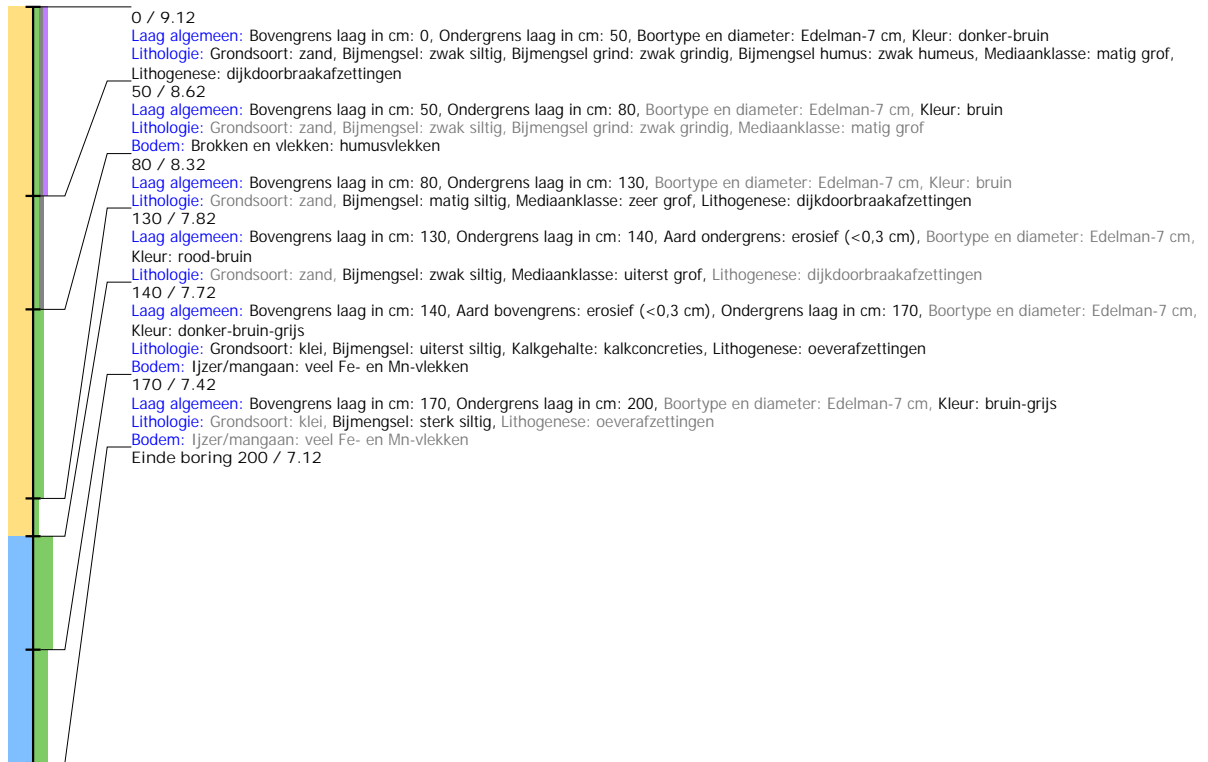 0 / 9.12
Laag algemeen: Bovengrens laag in cm: 0, Ondergrens laag in cm: 50, Boortype en diameter: Edelman-7 cm, Kleur: donker-bruin
Lithologie: Grondsoort: zand, Bijmengsel: zwak siltig, Bijmengsel grind: zwak grindig, Bijmengsel humus: zwak humeus, Mediaanklasse: matig grof,
Lithogenese: dijkdoorbraakafzettingen
50 / 8.62
Laag algemeen: Bovengrens laag in cm: 50, Ondergrens laag in cm: 80, Boortype en diameter: Edelman-7 cm, Kleur: bruin
Lithologie: Grondsoort: zand, Bijmengsel: zwak siltig, Bijmengsel grind: zwak grindig, Mediaanklasse: matig grof
Bodem: Brokken en vlekken: humusvlekken
80 / 8.32
Laag algemeen: Bovengrens laag in cm: 80, Ondergrens laag in cm: 130, Boortype en diameter: Edelman-7 cm, Kleur: bruin
Lithologie: Grondsoort: zand, Bijmengsel: matig siltig, Mediaanklasse: zeer grof, Lithogenese: dijkdoorbraakafzettingen
130 / 7.82
Laag algemeen: Bovengrens laag in cm: 130, Ondergrens laag in cm: 140, Aard ondergrens: erosief (<0,3 cm), Boortype en diameter: Edelman-7 cm,
Kleur: rood-bruin
Lithologie: Grondsoort: zand, Bijmengsel: zwak siltig, Mediaanklasse: uiterst grof, Lithogenese: dijkdoorbraakafzettingen
140 / 7.72
Laag algemeen: Bovengrens laag in cm: 140, Aard bovengrens: erosief (<0,3 cm), Ondergrens laag in cm: 170, Boortype en diameter: Edelman-7 cm,
Kleur: donker-bruin-grijs
Lithologie: Grondsoort: klei, Bijmengsel: uiterst siltig, Kalkgehalte: kalkconcreties, Lithogenese: oeverafzettingen
Bodem: Ijzer/mangaan: veel Fe- en Mn-vlekken
170 / 7.42
Laag algemeen: Bovengrens laag in cm: 170, Ondergrens laag in cm: 200, Boortype en diameter: Edelman-7 cm, Kleur: bruin-grijs
Lithologie: Grondsoort: klei, Bijmengsel: sterk siltig, Lithogenese: oeverafzettingen
Bodem: Ijzer/mangaan: veel Fe- en Mn-vlekken
Einde boring 200 / 7.12